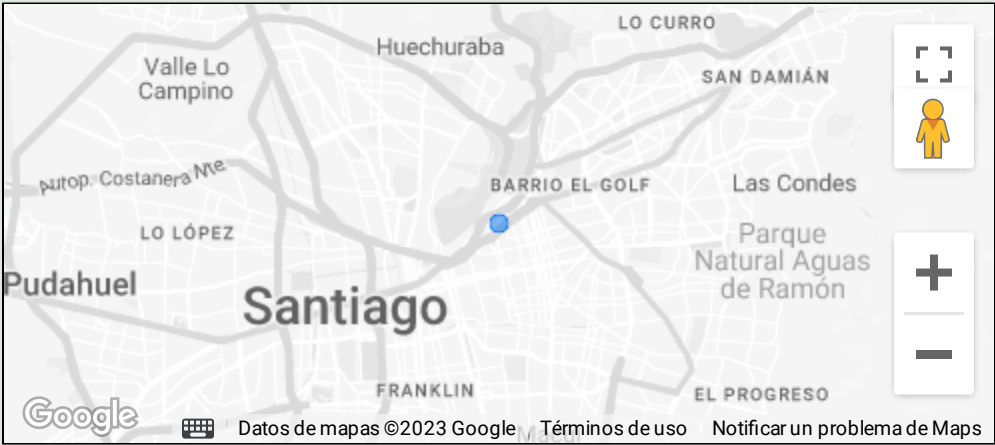 LO CURRO
Huechuraba
Valle Lo
Campino
SAN DAMIÁN
Autop. Costanera Nte
BARRIO EL GOLF
Las Condes
LO LÓPEZ
Parque
Natural Aguas
de Ramón
Pudahuel
Santiago
FRANKLIN
EL PROGRESO
Google
Datos de mapas ©2023 Google
Términos de uso
Notificar un problema de Maps